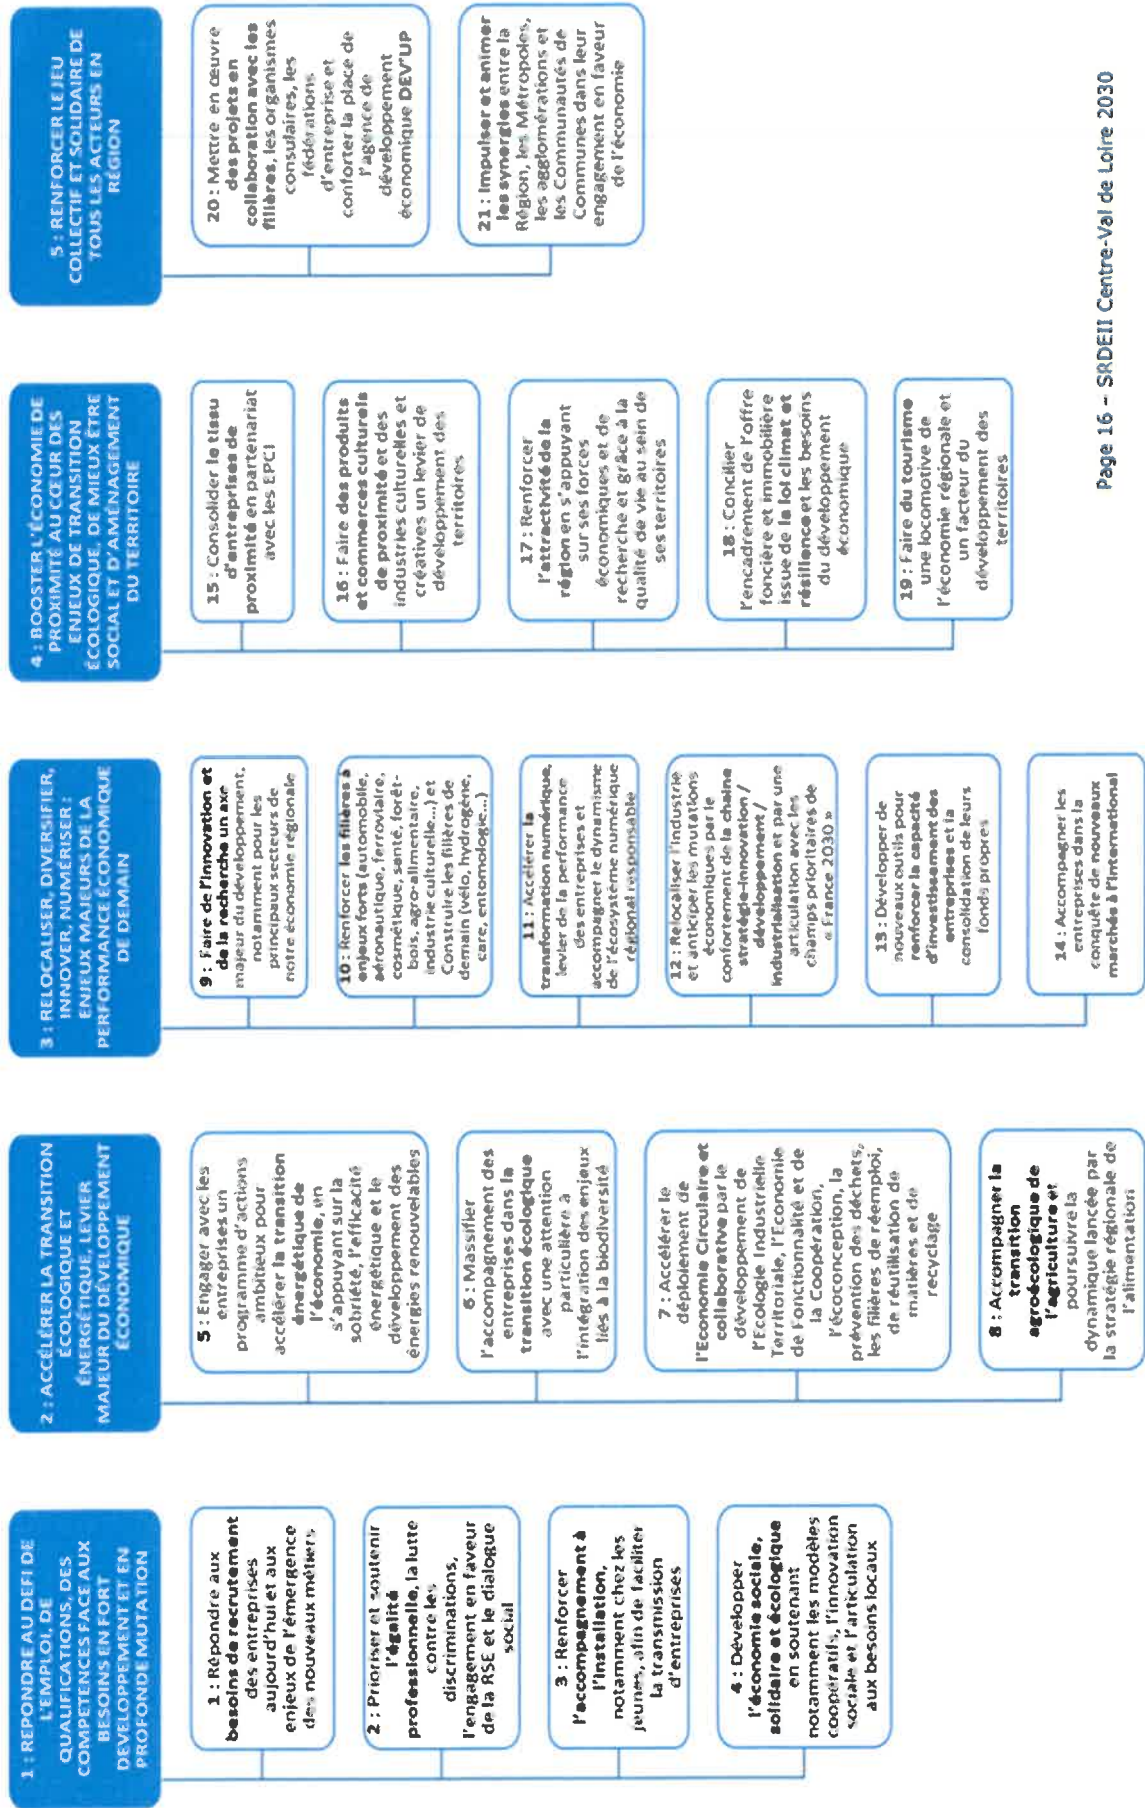 1 : REPONDRE AU DEFI DE
L'EMPLOI, DE
QUALIFICATIONS, DES
COMPETENCES FACE AUX
BESOINS EN FORT
DEVELOPPEMENT ET EN
PROFONDE MUTATION
1 : Répondre aux
besoins de recrutement
des entreprises
aujourd'hui et aux
enjeux de l'émergence
des nouveaux métiers
2 : Prioriser et soutenir
l'égalité
professionnelle, la lutte
contre les
discriminations,
l'engagement en faveur
de la RSE et le dialogue
social
3 : Renforcer
l'accompagnement à
l'installation,
notamment chez les
jeunes, afin de faciliter
la transmission
d'entreprises
4 : Développer
l'économie sociale,
solidaire et écologique
en soutenant
notamment les modèles
coopératifs, l'innovation
sociale et l'articulation
aux besoins locaux
2 : ACCÉLÉRER LA TRANSITION
ÉCOLOGIQUE ET
ÉNERGÉTIQUE, LEVIER
MAJEUR DU DÉVELOPPEMENT
ÉCONOMIQUE
5 : Engager avec les
entreprises un
programme d'actions
ambitieux pour
accélérer la transition
énergétique de
l'économie, en
s'appuyant sur la
sobriété, l'efficacité
énergétique et le
développement des
énergies renouvelables
6 : Massifier
l'accompagnement des
entreprises dans la
transition écologique
avec une attention
particulière à
l'intégration des enjeux
liés à la biodiversité
7 : Accélérer le
déploiement de
l'Economie Circulaire et
collaborative par le
développement de
l'Ecologie Industrielle
Territoriale, l'Economie
de Fonctionnalité et de
la Coopération,
l'écoconception, la
prévention des déchets,
les filières de réemploi,
de réutilisation de
matières et de
recyclage
8 : Accompagner la
transition
agroécologique de
l'agriculture et
poursuivre la
dynamique lancée par
la stratégie régionale de
l'alimentation
3 : RELOCALISER, DIVERSIFIER,
INNOVER, NUMÉRISER :
ENJEUX MAJEURS DE LA
PERFORMANCE ÉCONOMIQUE
DE DEMAIN
9 : Faire de l'innovation et
de la recherche un axe
majeur du développement,
notamment pour les
principaux secteurs de
notre économie régionale
10 : Renforcer les filières à
enjeux forts (automobile,
aéronautique, ferroviaire,
cosmétique, santé, forêt-
bois, agro-alimentaire,
industrie culturelle...) et
Construire les filières de
demain (vélo, hydrogène,
care, entomologie...)
11 : Accélérer la
transformation numérique,
levier de la performance
des entreprises et
accompagner le dynamisme
de l'écosystème numérique
régional responsable
12 : Relocaliser l'industrie
et anticiper les mutations
économiques par le
confortement de la chaine
stratégie-innovation /
développement /
industrialisation et par une
articulation avec les
champs prioritaires de
« France 2030 »
13 : Développer de
nouveaux outils pour
renforcer la capacité
d'investissement des
entreprises et la
consolidation de leurs
fonds propres
14 : Accompagner les
entreprises dans la
conquête de nouveaux
marchés à l'international
4 : BOOSTER L'ÉCONOMIE DE
PROXIMITÉ AU CŒUR DES
ENJEUX DE TRANSITION
ÉCOLOGIQUE, DE MIEUX ÊTRE
SOCIAL ET D'AMÉNAGEMENT
DU TERRITOIRE
15 : Consolider le tissu
d'entreprises de
proximité en partenariat
avec les EPCI
16 : Faire des produits
et commerces culturels
de proximité et des
industries culturelles et
créatives un levier de
développement des
territoires
17 : Renforcer
l'attractivité de la
région en s'appuyant
sur ses forces
économiques et de
recherche et grâce à la
qualité de vie au sein de
ses territoires
18 : Concilier
l'encadrement de l'offre
foncière et immobilière
issue de la loi climat et
résilience et les besoins
du développement
économique
19 : Faire du tourisme
une locomotive de
l'économie régionale et
un facteur du
développement des
territoires
5 : RENFORCER LE JEU
COLLECTIF ET SOLIDAIRE DE
TOUS LES ACTEURS EN
RÉGION
20 : Mettre en œuvre
des projets en
collaboration avec les
filières, les organismes
consulaires, les
fédérations
d'entreprise et
conforter la place de
l'agence de
développement
économique DEV'UP
21 : Impulser et animer
les synergies entre la
Région, les Métropoles,
les agglomérations et
les Communautés de
Communes dans leur
engagement en faveur
de l'économie
Page 16 – SRDEII Centre-Val de Loire 2030